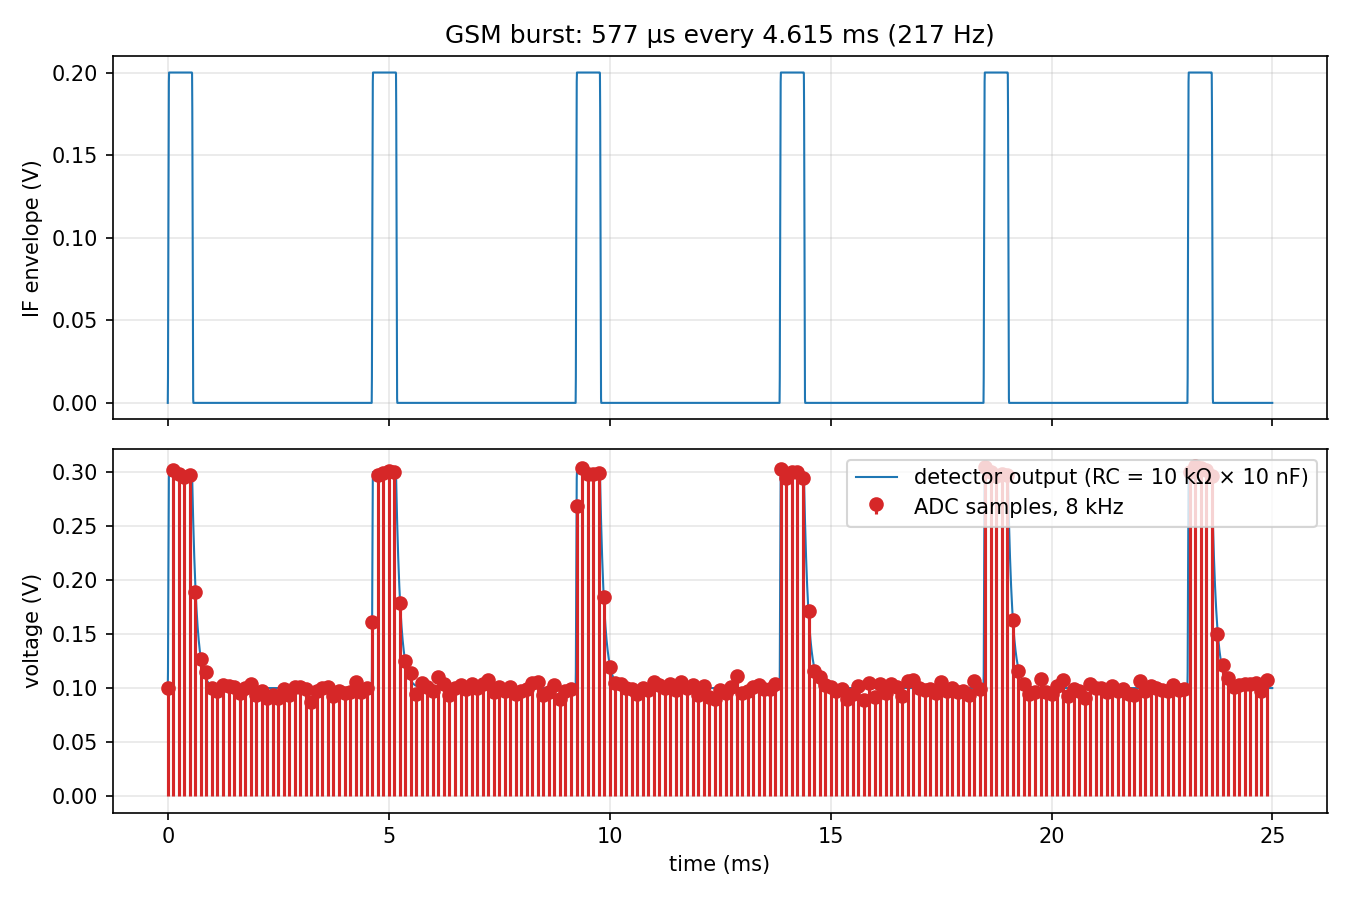 GSM burst: 577 µs every 4.615 ms (217 Hz)
0.20
0.15
0.10
0.05
0.00
IF envelope (V)
0.30
0.25
0.20
0.15
0.10
0.05
0.00
voltage (V)
detector output (RC = 10 kΩ × 10 nF)
ADC samples, 8 kHz
0 5 10 15 20 25
time (ms)